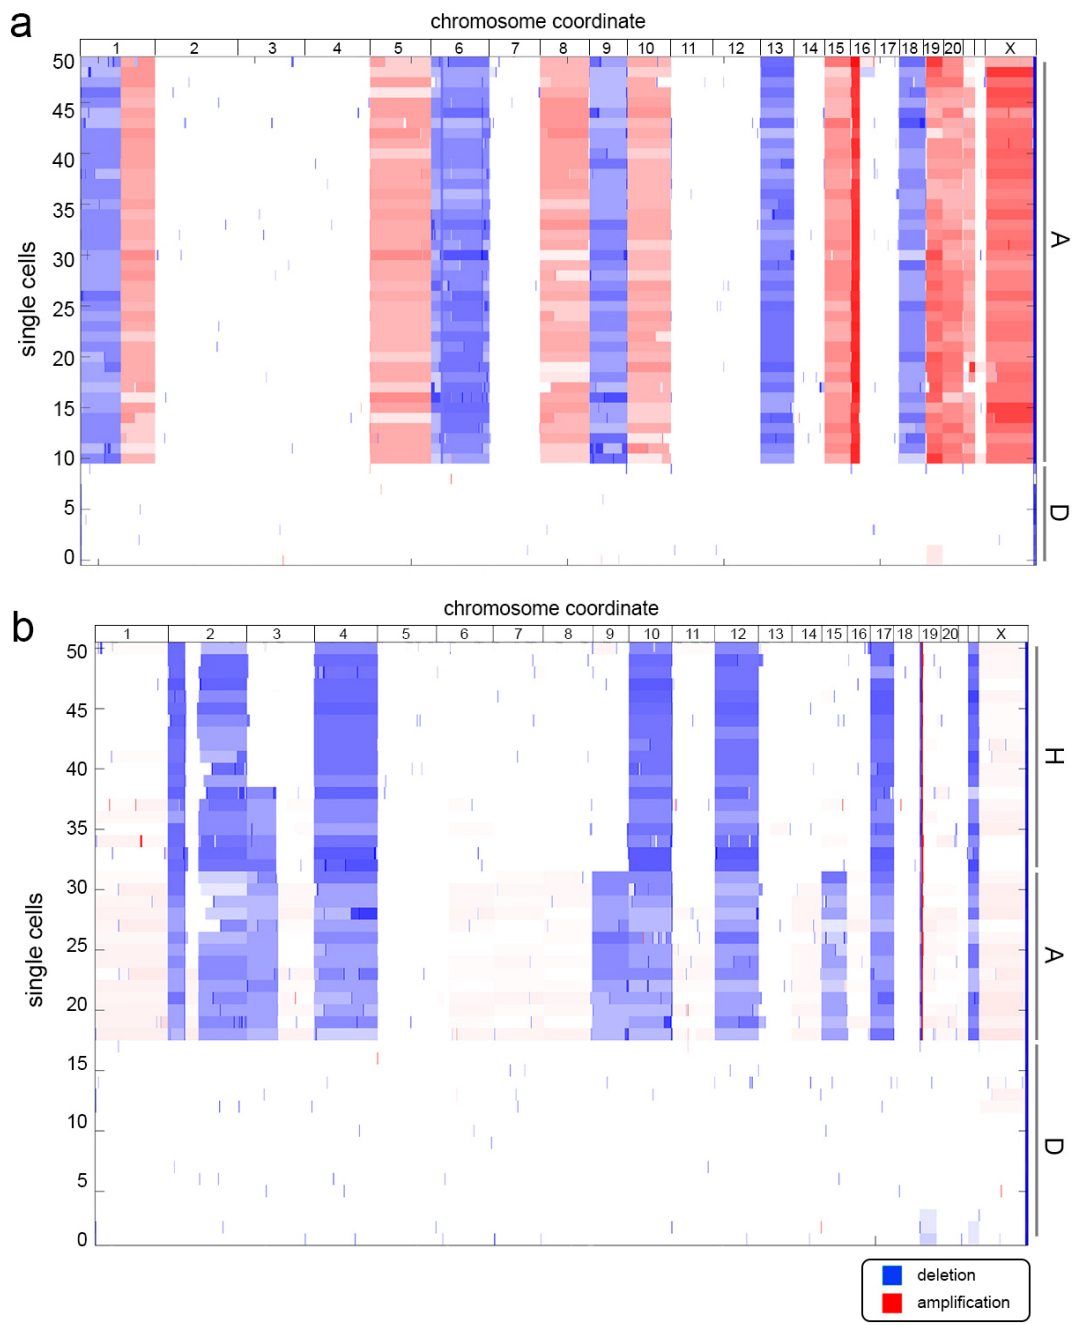 a
chromosome coordinate
1 2 3 4 5 6 7 8 9 10 11 12 13 14 15 16 17 18 19 20 X
50
45
40
35
30
25
20
15
10
5
0
single cells
A
D
b
chromosome coordinate
1 2 3 4 5 6 7 8 9 10 11 12 13 14 15 16 17 18 19 20 X
50
45
40
35
30
25
20
15
10
5
0
single cells
H
A
D
deletion
amplification